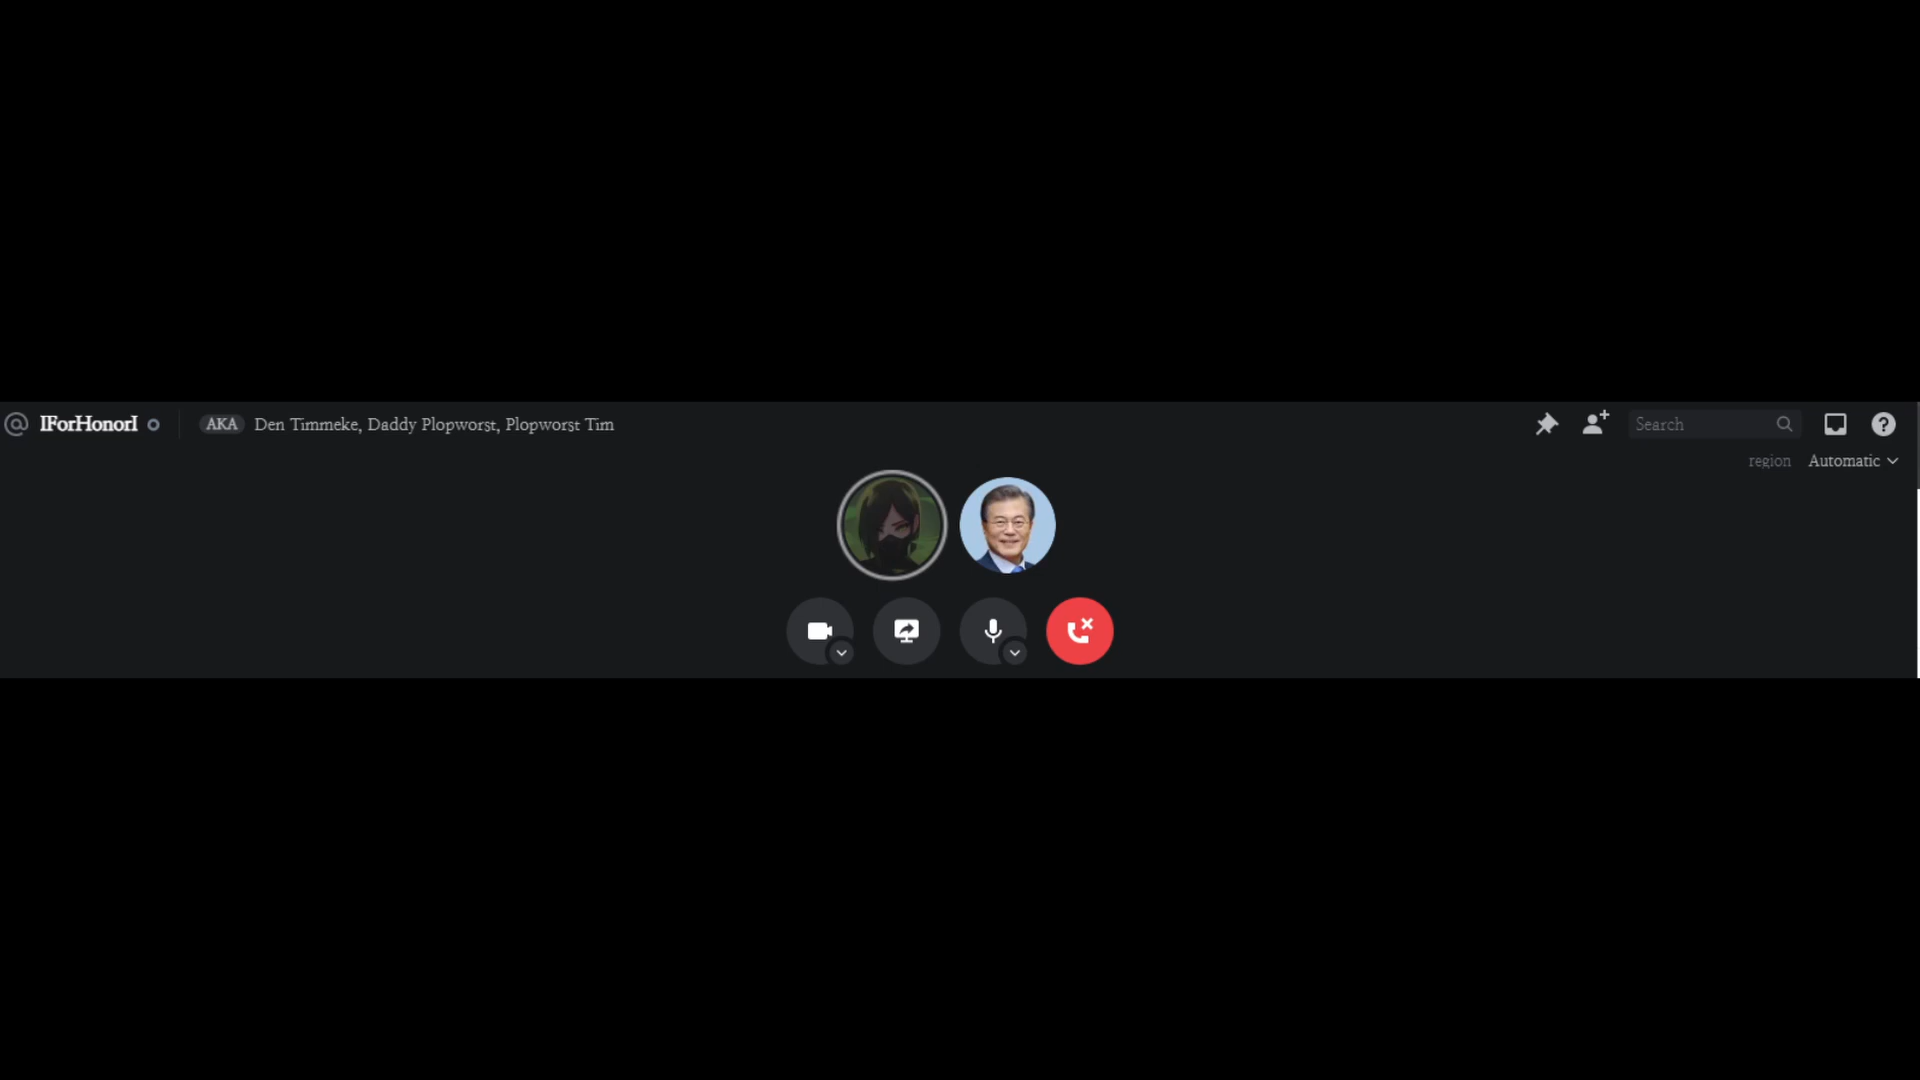 IForHonorI AKA Den Timmeke, Daddy Plopworst, Plopworst Tim Search
region Automatic